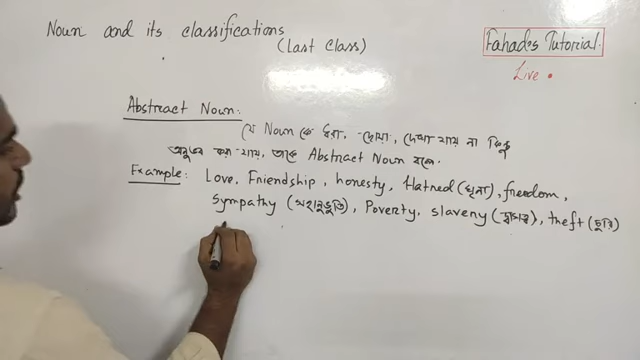 Noun and its classifications
(Last Class)
Fahad's Tutorial.
Live
Abstract Noun:
যে Noun কে ধরা, ছোয়া, দেখা যায় না কিন্তু
অনুভব করা যায়, তাকে Abstract Noun বলে.
Example: Love, Friendship, honesty, Hatred (ঘৃনা), freedom,
Sympathy (সহানুভূতি), Poverty, slavery (দাসত্ব), theft (চুরি)